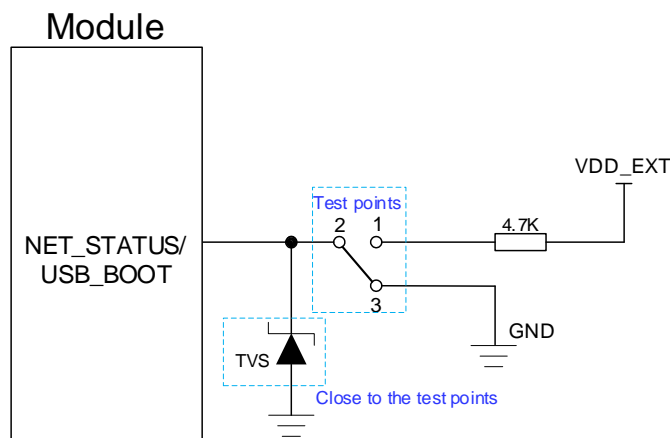 Module
VDD_EXT
Test points
2
1
4.7K
NET_STATUS/
USB_BOOT
3
GND
TVS
Close to the test points